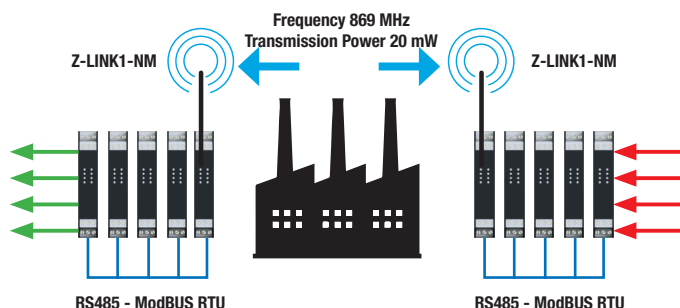 Frequency 869 MHz
Transmission Power 20 mW
Z-LINK1-NM
Z-LINK1-NM
RS485 - ModBUS RTU
RS485 - ModBUS RTU